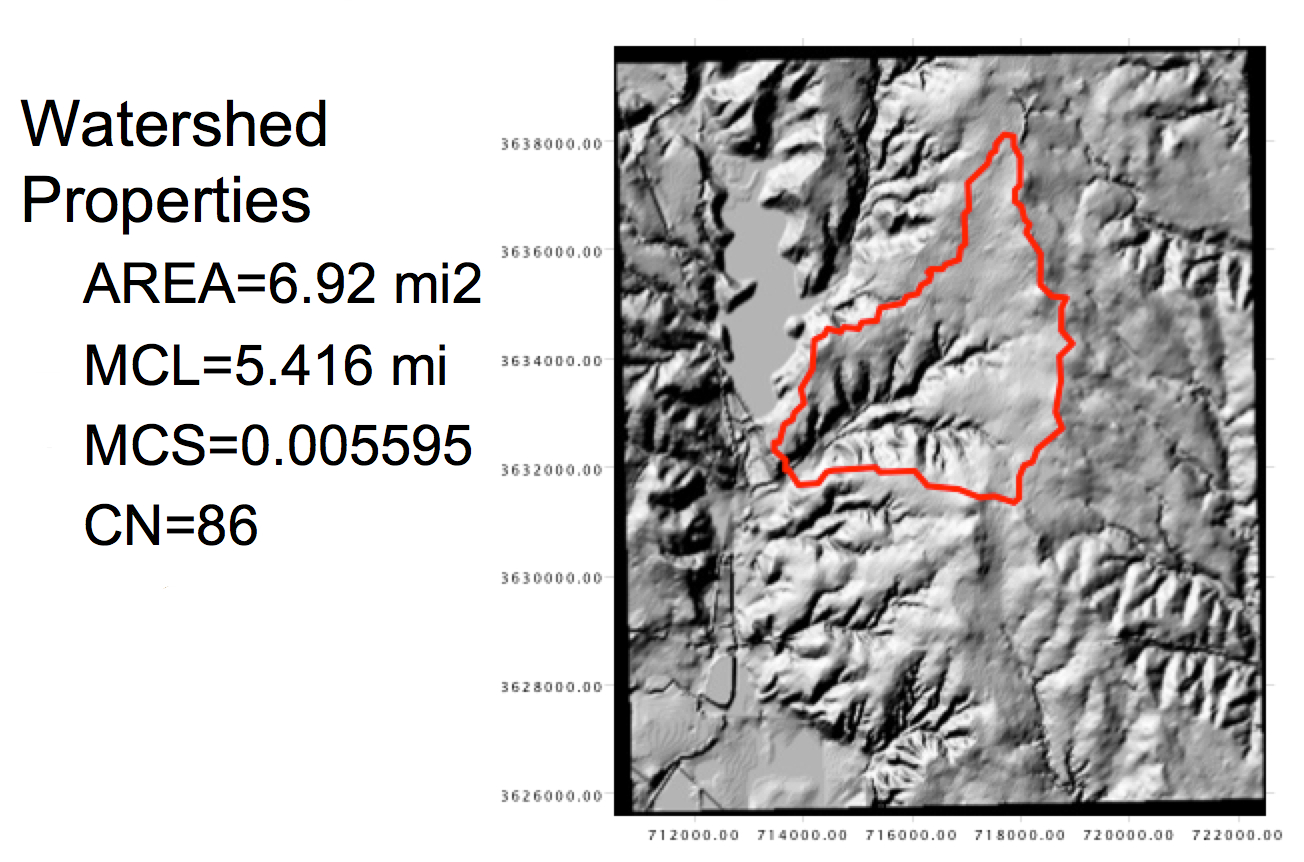 Watershed
Properties
AREA=6.92 mi2
MCL=5.416 mi
MCS=0.005595
CN=86
3638000.00
3636000.00
3634000.00
3632000.00
3630000.00
3628000.00
3626000.00
712000.00 714000.00 716000.00 718000.00 720000.00 722000.00